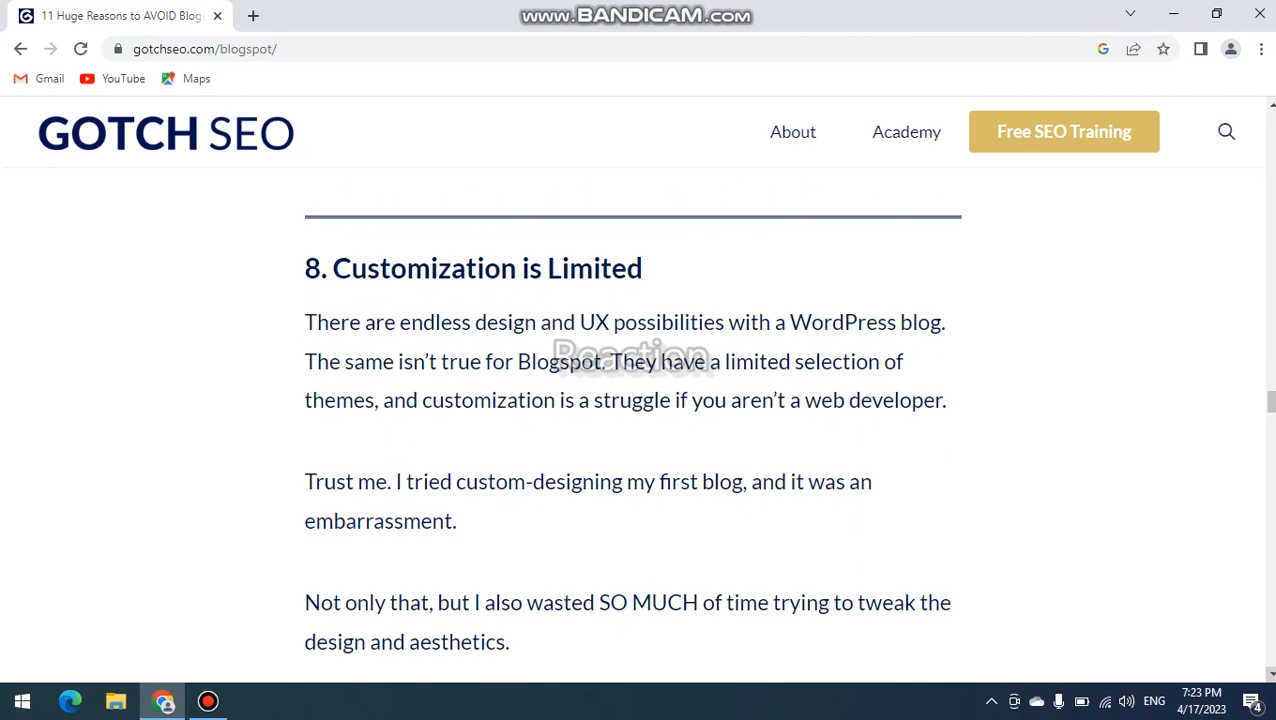 11 Huge Reasons to AVOID Blogs
www.BANDICAM.com
gotchseo.com/blogspot/
Gmail
YouTube
Maps
GOTCH SEO
About
Academy
Free SEO Training
8. Customization is Limited
There are endless design and UX possibilities with a WordPress blog.
The same isn’t true for Blogspot. They have a limited selection of
Reaction
themes, and customization is a struggle if you aren’t a web developer.
Trust me. I tried custom-designing my first blog, and it was an
embarrassment.
Not only that, but I also wasted SO MUCH of time trying to tweak the
design and aesthetics.
ENG
7:23 PM
4/17/2023
4